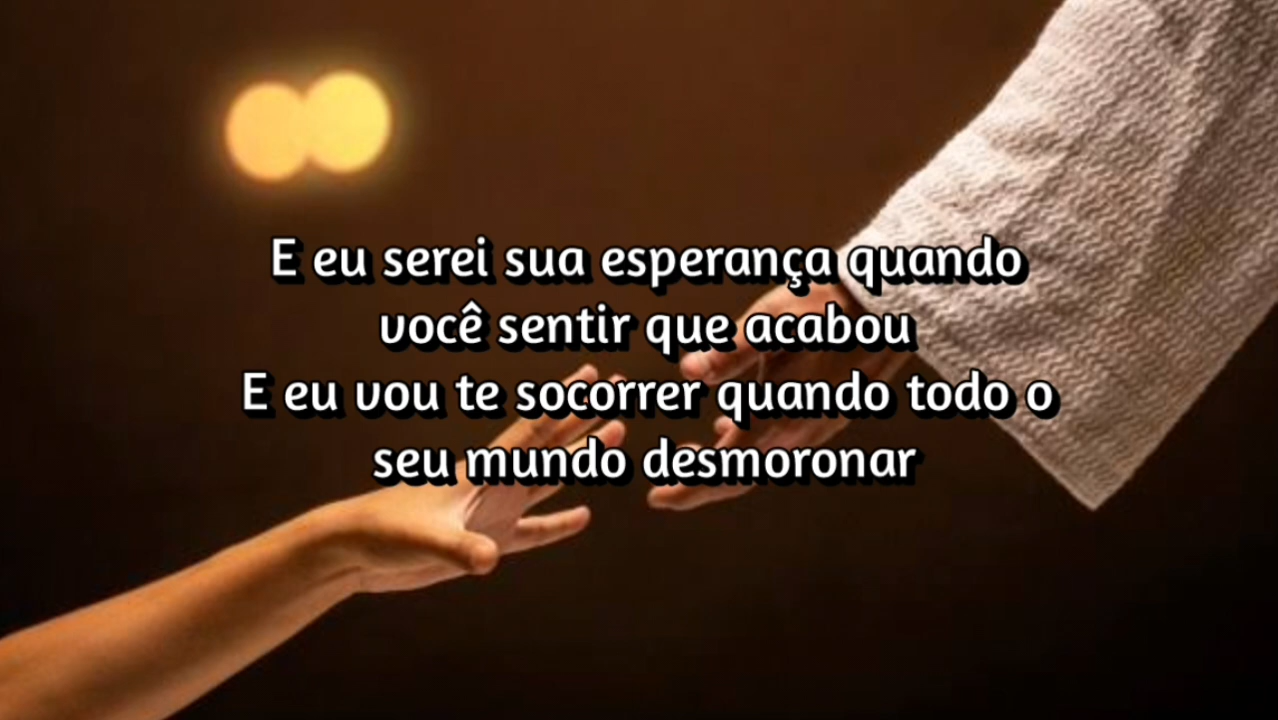 E eu serei sua esperança quando
você sentir que acabou
E eu vou te socorrer quando todo o
seu mundo desmoronar